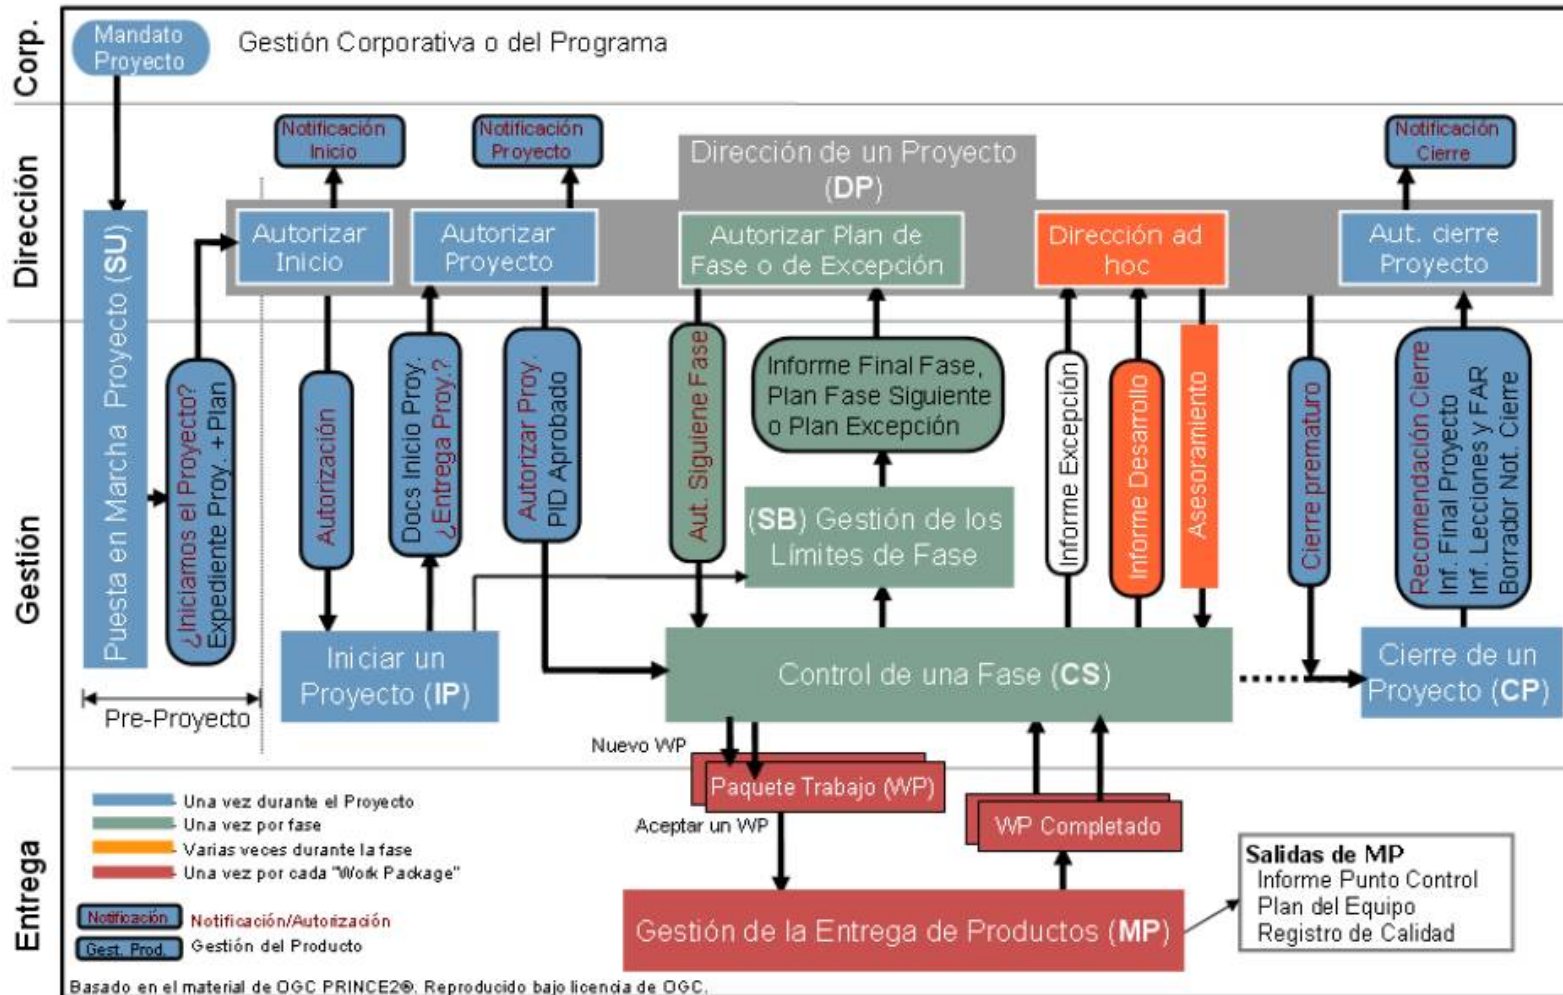 Corp.
Mandato
Proyecto
Gestión Corporativa o del Programa
Dirección
Notificación
Inicio
Notificación
Proyecto
Dirección de un Proyecto
(DP)
Notificación
Cierre
Autorizar
Inicio
Autorizar
Proyecto
Autorizar Plan de
Fase o de Excepción
Dirección ad
hoc
Aut. cierre
Proyecto
Gestión
Puesta en Marcha Proyecto (SU)
¿Iniciamos el Proyecto?
Expediente Proy. +Plan
Autorización
Docs Inicio Proy.
¿Entrega Proy.?
Autorizar Proy.
PID Aprobado
Aut. Siguiene Fase
Informe Final Fase,
Plan Fase Siguiente
o Plan Excepción
Informe Excepción
Informe Desarrollo
Asesoramiento
Cierre prematuro
Recomendación Cierre
Inf. Final Proyecto
Inf. Lecciones y FAR
Borrador Not. Cierre
(SB) Gestión de los
Límites de Fase
Iniciar un
Proyecto (IP)
Control de una Fase (CS)
Cierre de un
Proyecto (CP)
Pre-Proyecto
Nuevo WP
Entrega
Paquete Trabajo (WP)
Aceptar un WP
WP Completado
Gestión de la Entrega de Productos (MP)
Salidas de MP
Informe Punto Control
Plan del Equipo
Registro de Calidad
- Una vez durante el Proyecto
- Una vez por fase
- Varias veces durante la fase
- Una vez por cada "Work Package"
Notificación Notificación/Autorización
Gest. Prod. Gestión del Producto
Basado en el material de OGC PRINCE2®. Reproducido bajo licencia de OGC.